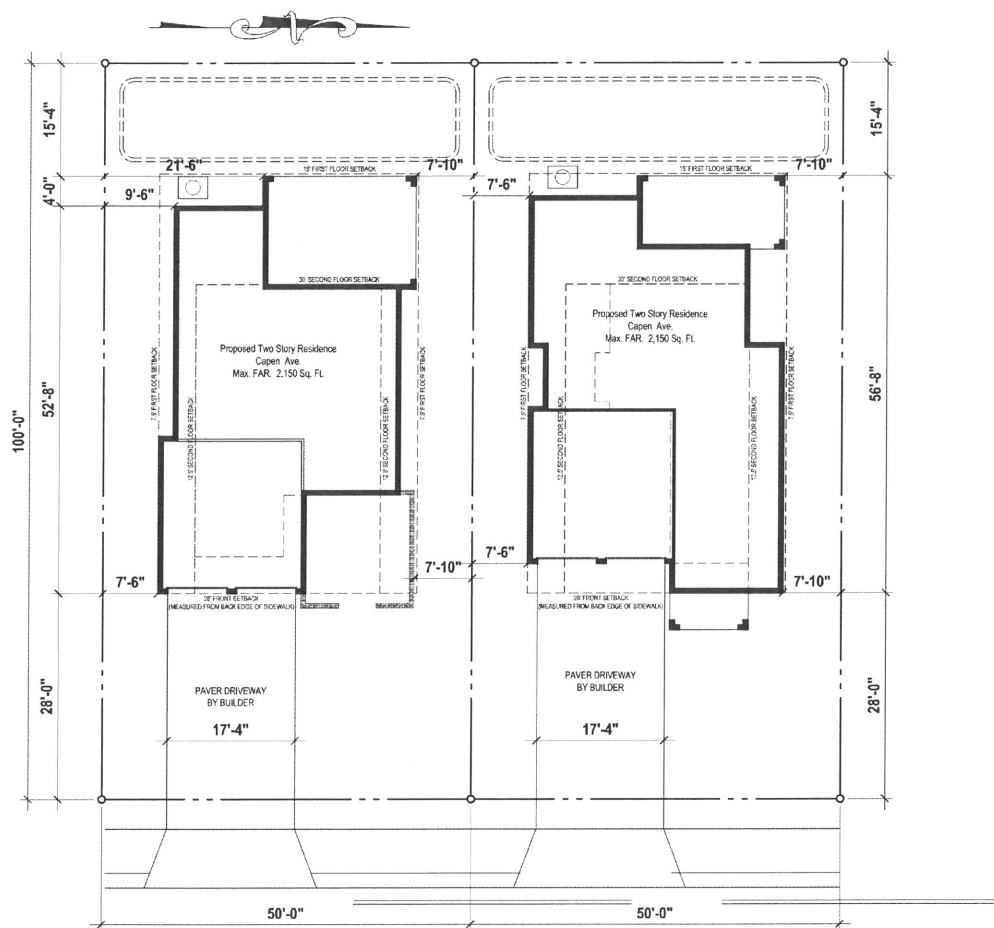 15'-4"
15'-4"
21'-6"
7'-10"
7'-10"
15' FIRST FLOOR SETBACK
15' FIRST FLOOR SETBACK
4'-0"
9'-6"
7'-6"
30' SECOND FLOOR SETBACK
30' SECOND FLOOR SETBACK
Proposed Two Story Residence
Capen Ave.
Max. FAR. 2,150 Sq. Ft.
Proposed Two Story Residence
Capen Ave.
Max. FAR. 2,150 Sq. Ft.
100'-0"
52'-8"
56'-8"
7.5' FIRST FLOOR SETBACK
12.5' SECOND FLOOR SETBACK
12.5' SECOND FLOOR SETBACK
7.5' FIRST FLOOR SETBACK
7.5' FIRST FLOOR SETBACK
12.5' SECOND FLOOR SETBACK
12.5' SECOND FLOOR SETBACK
7.5' FIRST FLOOR SETBACK
7'-6"
7'-10"
7'-6"
7'-10"
28' FRONT SETBACK
(MEASURED FROM BACK EDGE OF SIDEWALK)
28' FRONT SETBACK
(MEASURED FROM BACK EDGE OF SIDEWALK)
28'-0"
28'-0"
PAVER DRIVEWAY
BY BUILDER
PAVER DRIVEWAY
BY BUILDER
17'-4"
17'-4"
50'-0"
50'-0"